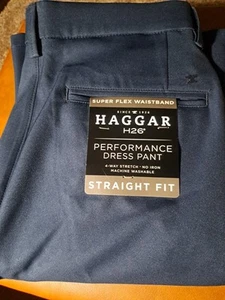 SUPER FLEX WAISTBAND
SINCE 1926
HAGGAR
H26®
PERFORMANCE
DRESS PANT
4-WAY STRETCH • NO IRON
MACHINE WASHABLE
STRAIGHT FIT